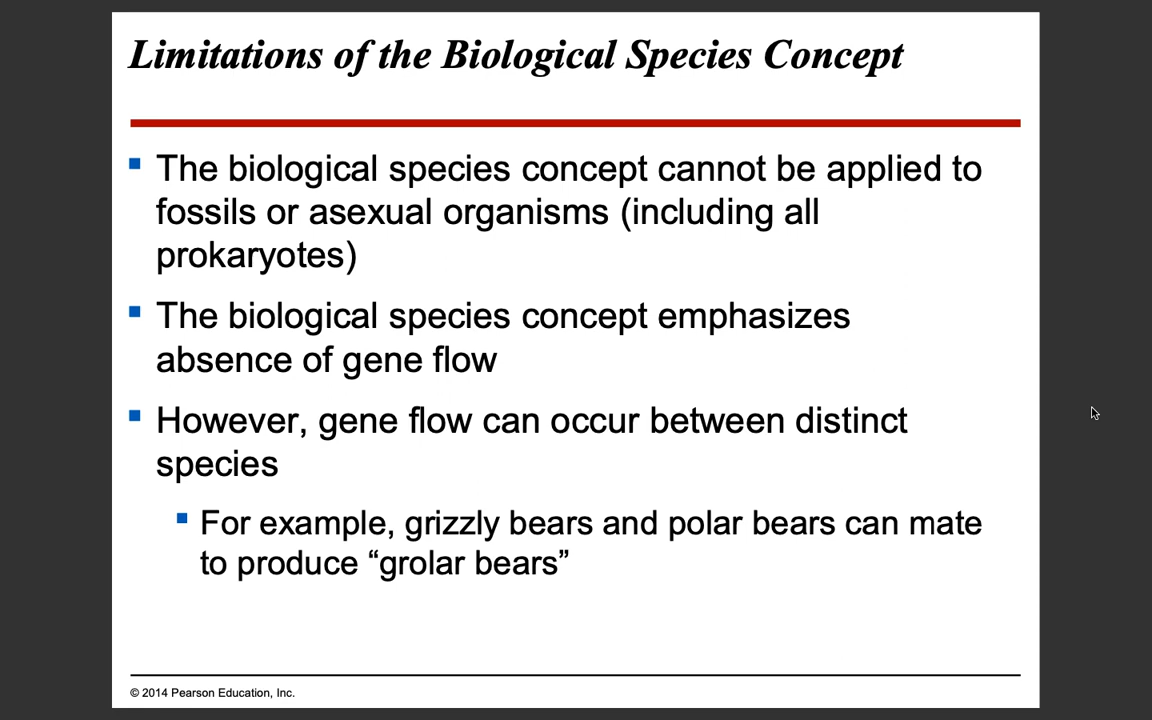 Limitations of the Biological Species Concept
The biological species concept cannot be applied to
fossils or asexual organisms (including all
prokaryotes)
The biological species concept emphasizes
absence of gene flow
However, gene flow can occur between distinct
species
For example, grizzly bears and polar bears can mate
to produce “grolar bears”
© 2014 Pearson Education, Inc.